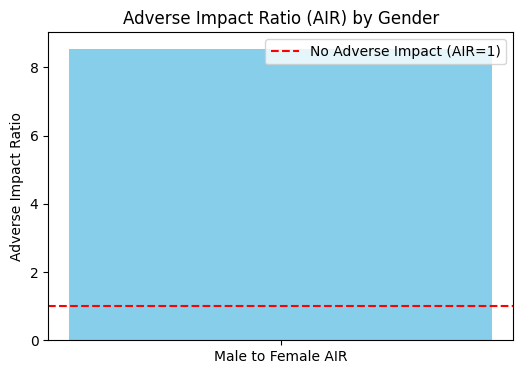 Adverse Impact Ratio (AIR) by Gender
No Adverse Impact (AIR=1)
Adverse Impact Ratio
8
6
4
2
0
Male to Female AIR